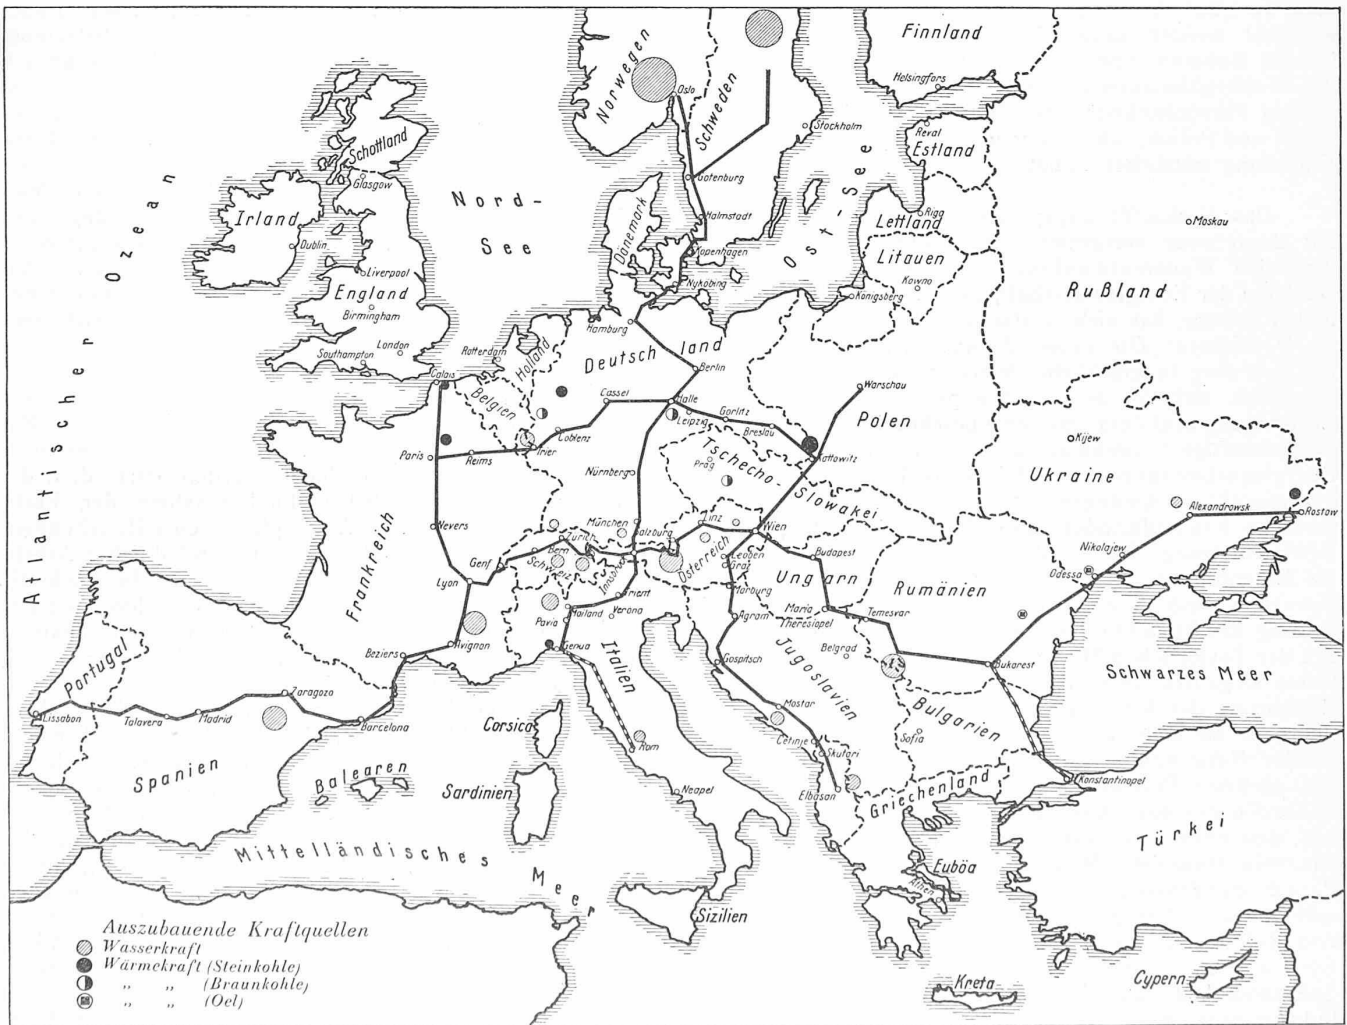 Finnland
Helsingfors
Norwegen
Oslo
Schweden
Stockholm
Reval
Estland
Schottland
Glasgow
Nord-
See
Gotenburg
Ost-See
Riga
Lettland
Moskau
Irland
Dublin
Halmstadt
Dänemark
Kopenhagen
Litauen
Kowno
Atlantischer Ozean
Liverpool
England
Birmingham
Nyköbing
Königsberg
Rußland
Hamburg
London
Southampton
Rotterdam
Holland
Deutschland
Berlin
Calais
Belgien
Cassel
Halle
Leipzig
Görlitz
Breslau
Warschau
Polen
Coblenz
Trier
Paris
Reims
Nürnberg
Tschecho-
Slowakei
Prag
Kattowitz
Kijew
Ukraine
Alexandrowsk
Rostow
Nevers
München
Salzburg
Linz
Wien
Nikolajew
Zürich
Bern
Schweiz
Innsbruck
Österreich
Leoben
Graz
Budapest
Frankreich
Genf
Lyon
Ungarn
Rumänien
Odessa
Trient
Marburg
Mailand
Verona
Pavia
Agram
Maria
Theresiopel
Temesvar
Avignon
Genua
Beziers
Italien
Gospitsch
Belgrad
Jugoslavien
Bukarest
Schwarzes Meer
Portugal
Lissabon
Talavera
Madrid
Zaragoza
Barcelona
Corsica
Mostar
Bulgarien
Sofia
Rom
Cetinje
Skutari
Spanien
Balearen
Sardinien
Neapel
Elbasan
Griechenland
Konstantinopel
Türkei
Mittelländisches Meer
Euböa
Athen
Sizilien
Kreta
Cypern
Auszubauende Kraftquellen
Wasserkraft
Wärmekraft (Steinkohle)
„ „ (Braunkohle)
„ „ (Oel)